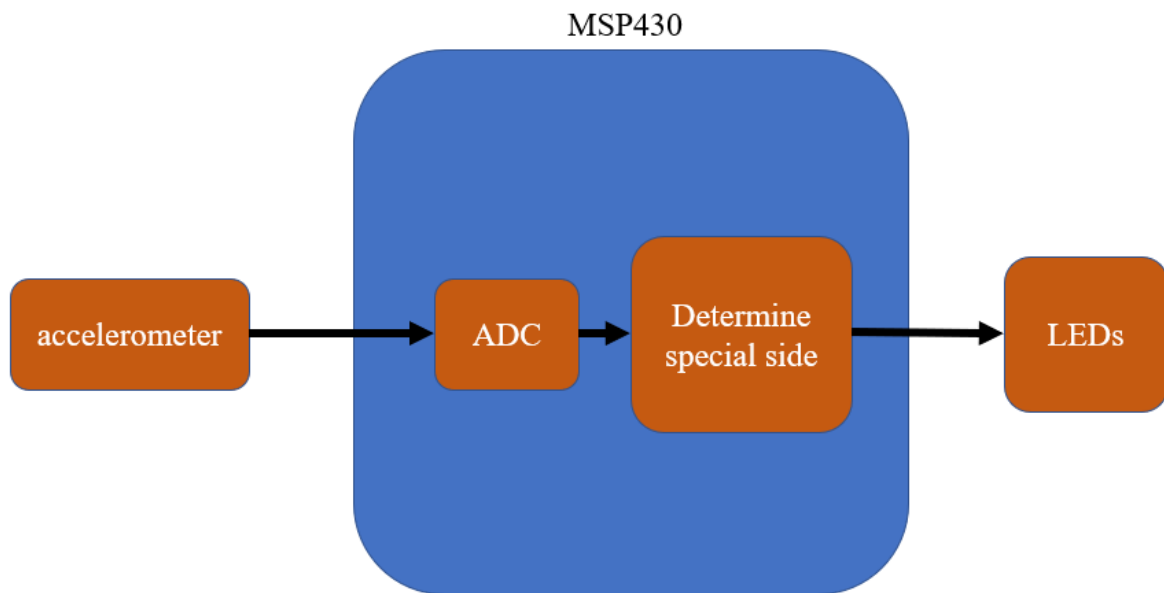 MSP430
accelerometer
ADC
Determine
special side
LEDs